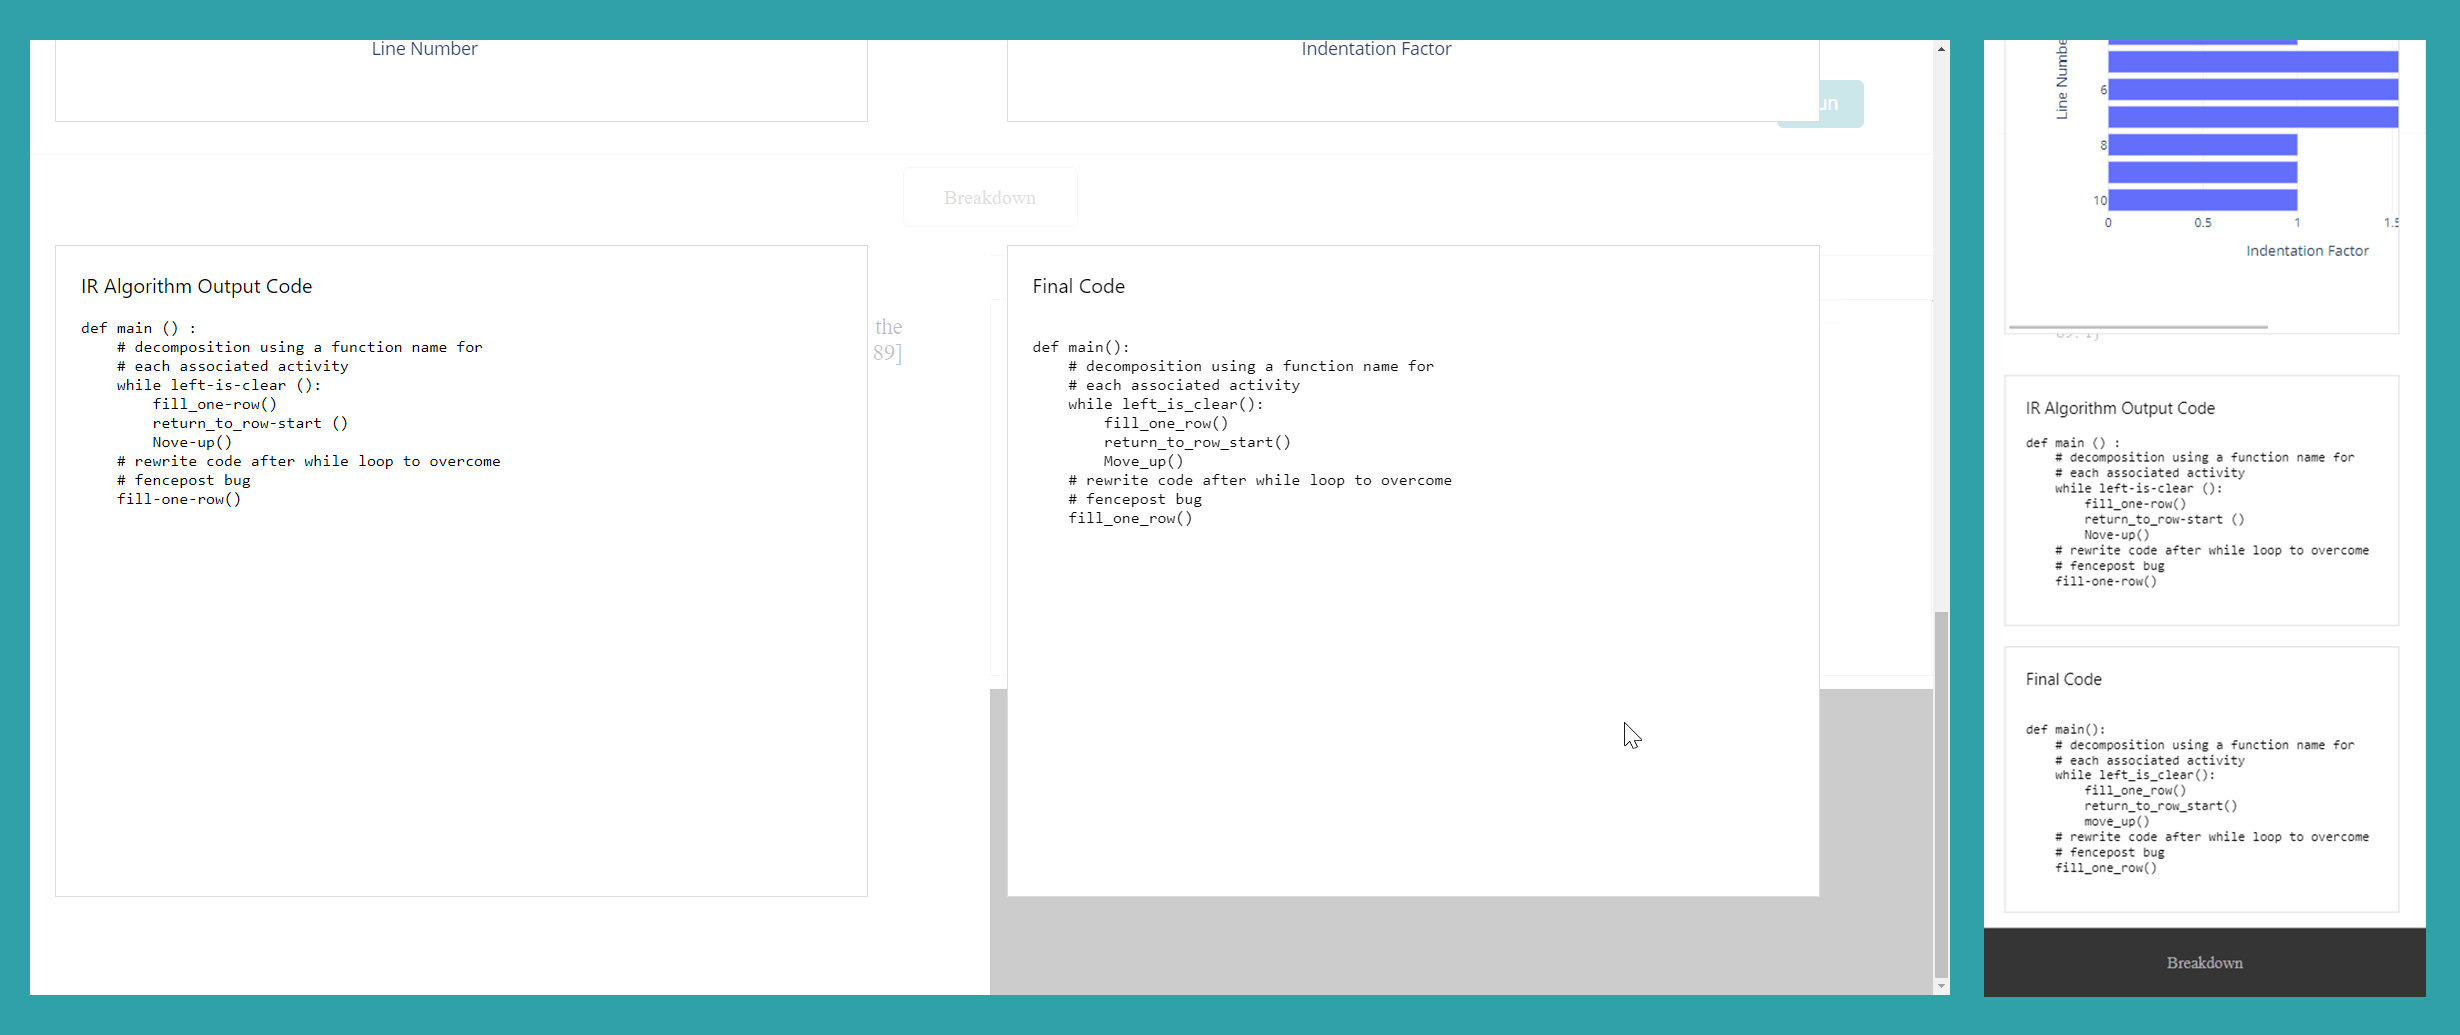 Line Number
Indentation Factor
un
Breakdown
IR Algorithm Output Code
def main () :
    # decomposition using a function name for
    # each associated activity
    while left-is-clear ():
        fill_one-row()
        return_to_row-start ()
        Nove-up()
    # rewrite code after while loop to overcome
    # fencepost bug
    fill-one-row()
the
89]
Final Code
def main():
    # decomposition using a function name for
    # each associated activity
    while left_is_clear():
        fill_one_row()
        return_to_row_start()
        Move_up()
    # rewrite code after while loop to overcome
    # fencepost bug
    fill_one_row()
Line Numbe
6
8
10
0 0.5 1 1.5
Indentation Factor
IR Algorithm Output Code
def main () :
    # decomposition using a function name for
    # each associated activity
    while left-is-clear ():
        fill_one-row()
        return_to_row-start ()
        Nove-up()
    # rewrite code after while loop to overcome
    # fencepost bug
    fill-one-row()
Final Code
def main():
    # decomposition using a function name for
    # each associated activity
    while left_is_clear():
        fill_one_row()
        return_to_row_start()
        move_up()
    # rewrite code after while loop to overcome
    # fencepost bug
    fill_one_row()
Breakdown